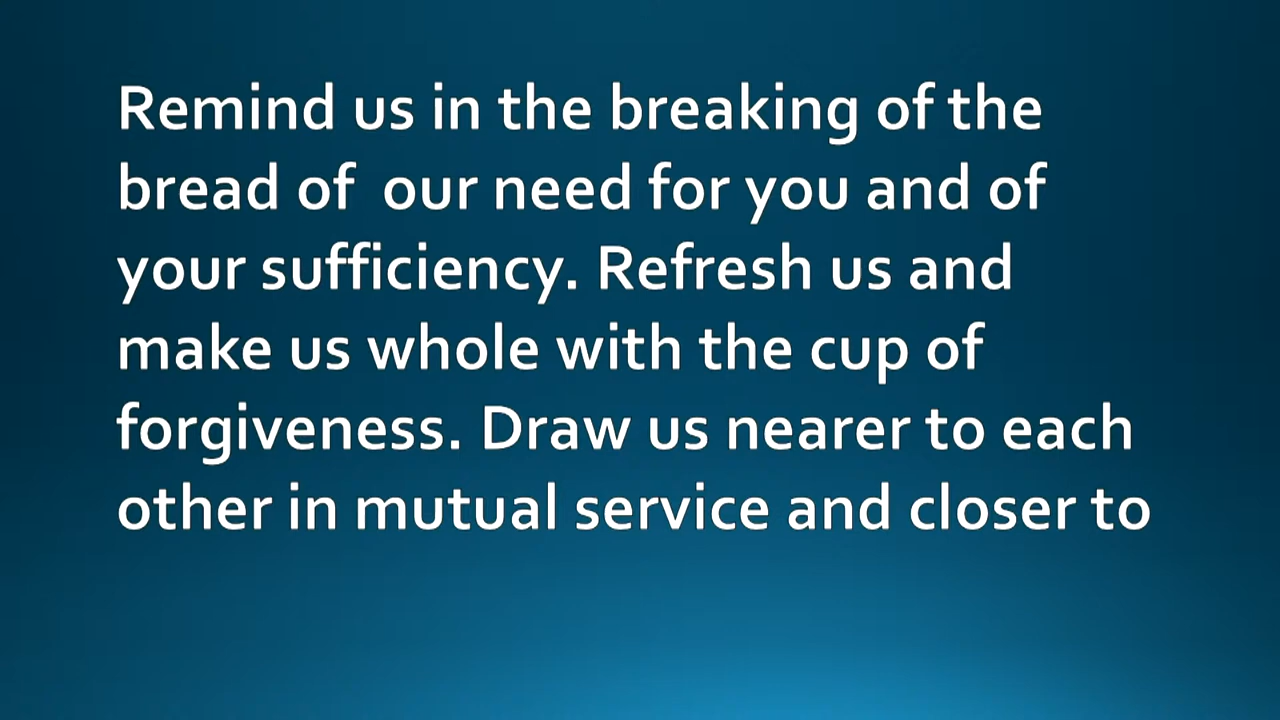 Remind us in the breaking of the
bread of  our need for you and of
your sufficiency. Refresh us and
make us whole with the cup of
forgiveness. Draw us nearer to each
other in mutual service and closer to